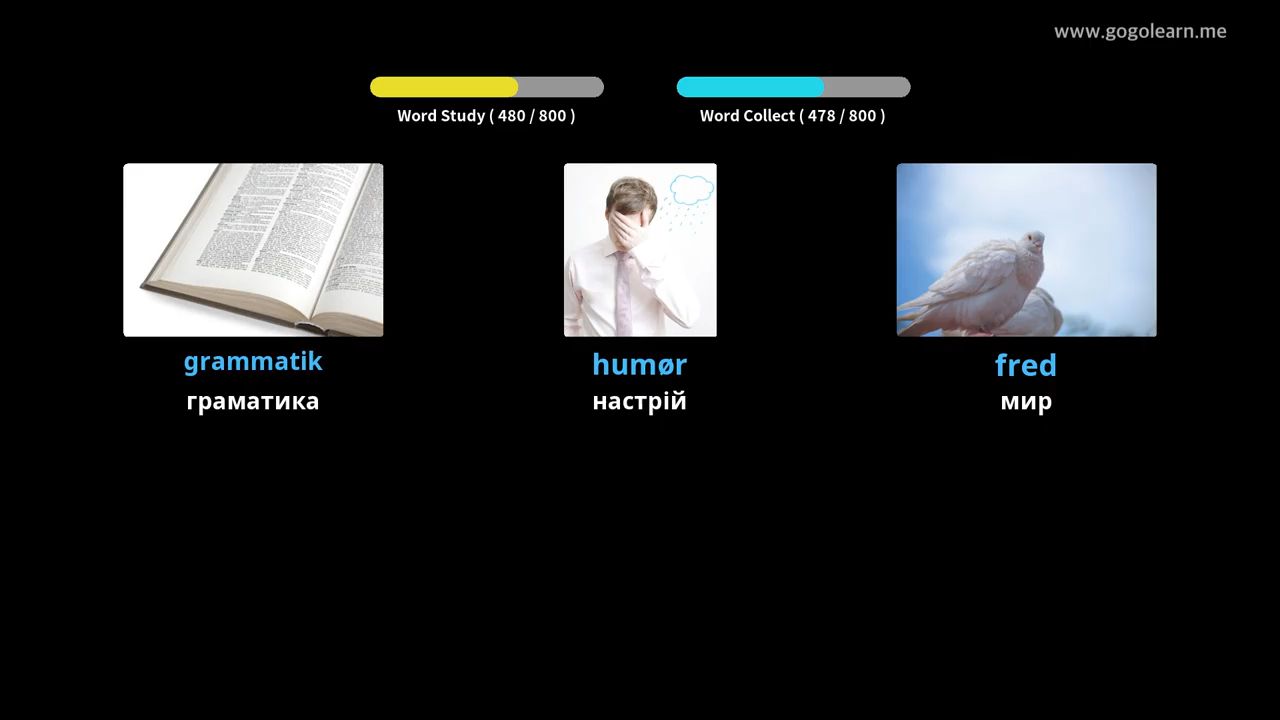 www.gogolearn.me
Word Study ( 480 / 800 )
Word Collect ( 478 / 800 )
grammatik
граматика
humør
настрій
fred
мир